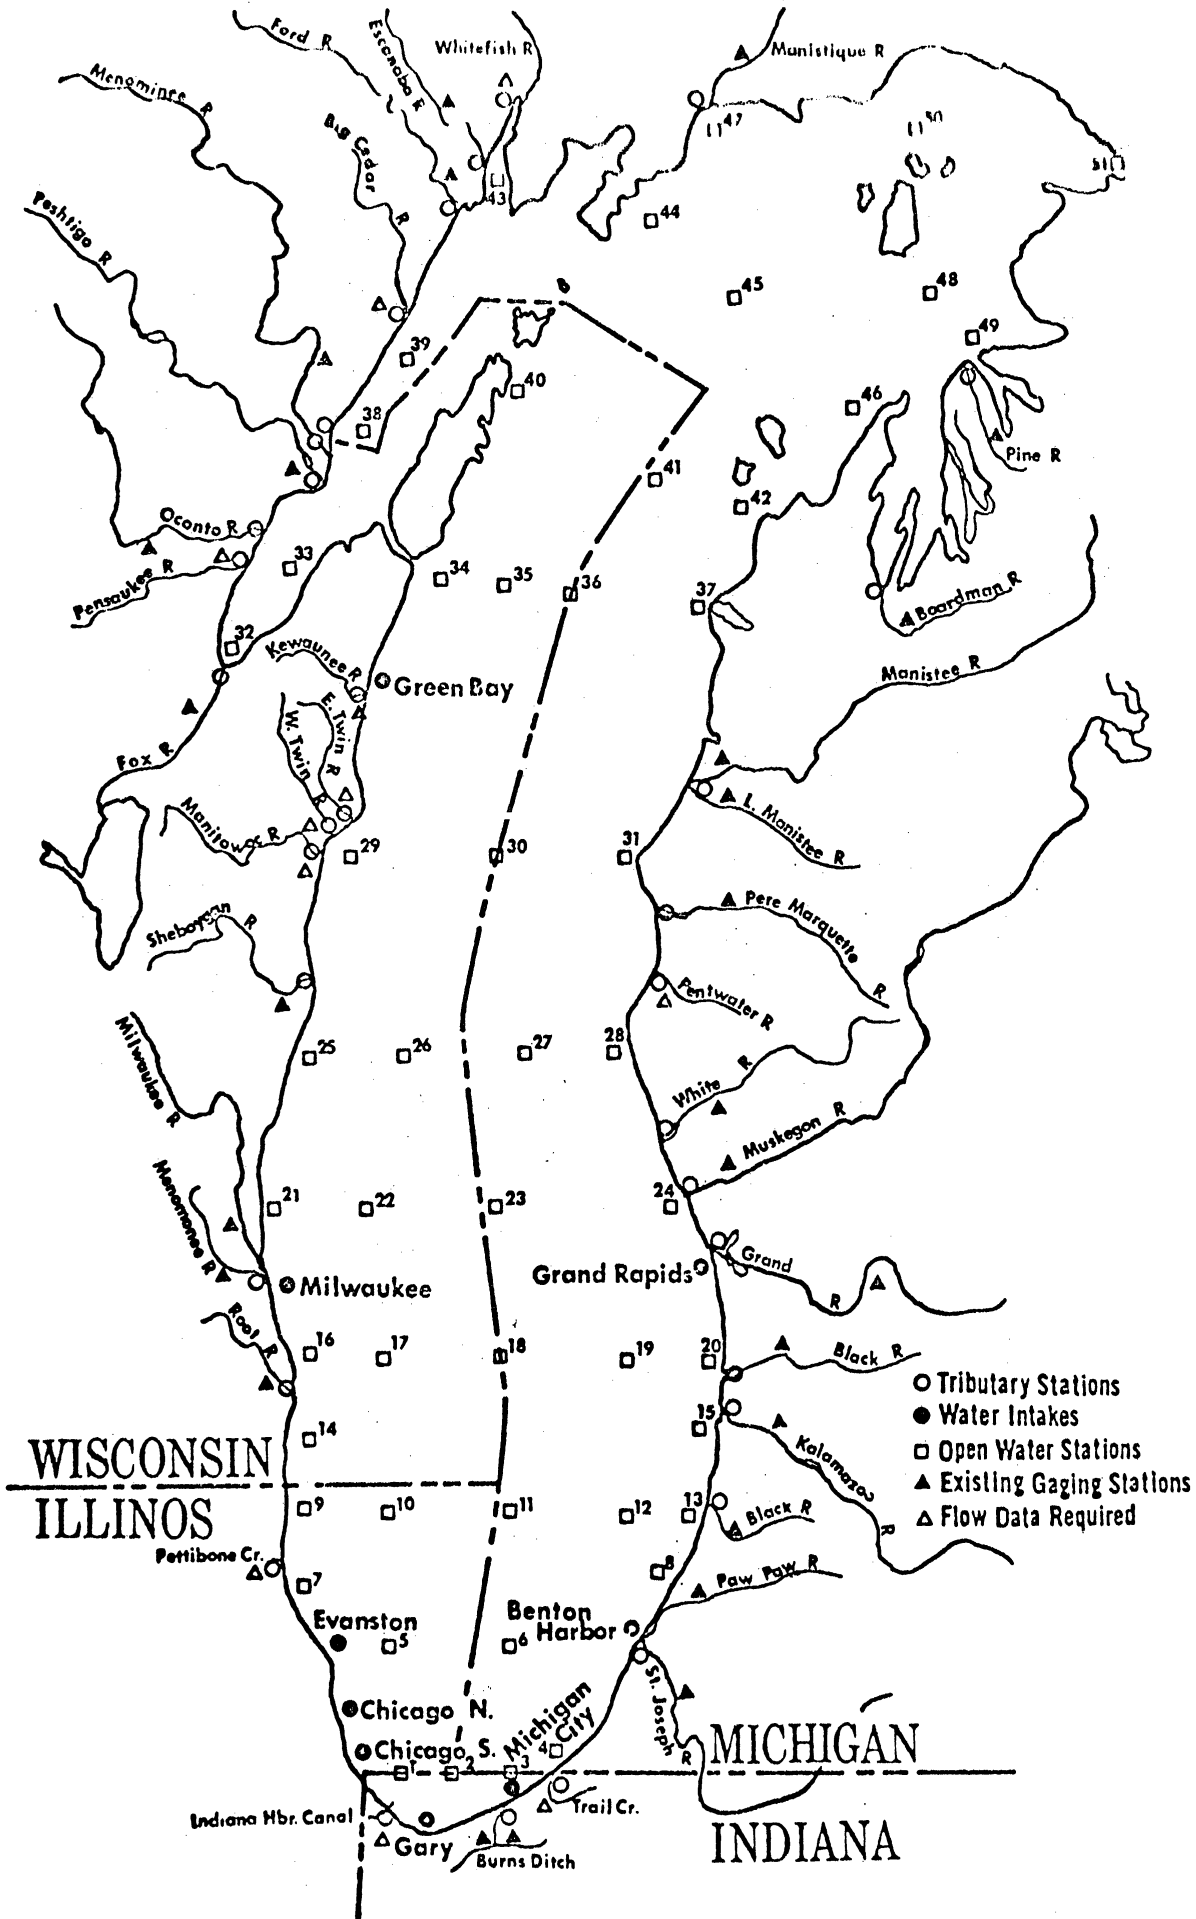 Ford R
Escanaba R
Whitefish R
Manistique R
Menominee R
Big Cedar R
47
50
51
43
44
Peshtigo R
45
48
B
49
39
40
46
38
Pine R
41
42
Oconto R
33
34
35
36
37
Pensaukee R
Boardman R
32
Kewaunee R
Green Bay
Manistee R
E. Twin R
W. Twin R
Fox R
Manitowoc R
L. Manistee R
29
30
31
Pere Marquette R
Sheboygan R
Pentwater R
Milwaukee R
25
26
27
28
White R
Muskegon R
Menomonee R
21
22
23
24
Grand R
Grand Rapids
Milwaukee
Root R
16
17
18
19
20
Black R
Tributary Stations
Water Intakes
Open Water Stations
Existing Gaging Stations
Flow Data Required
14
15
Kalamazoo R
WISCONSIN
ILLINOS
9
10
11
12
13
Black R
Pettibone Cr.
7
8
Paw Paw R
Evanston
5
6
Benton
Harbor
St. Joseph R
Chicago N.
Michigan
City
Chicago S.
4
MICHIGAN
1
2
3
Indiana Hbr. Canal
Trail Cr.
Gary
Burns Ditch
INDIANA